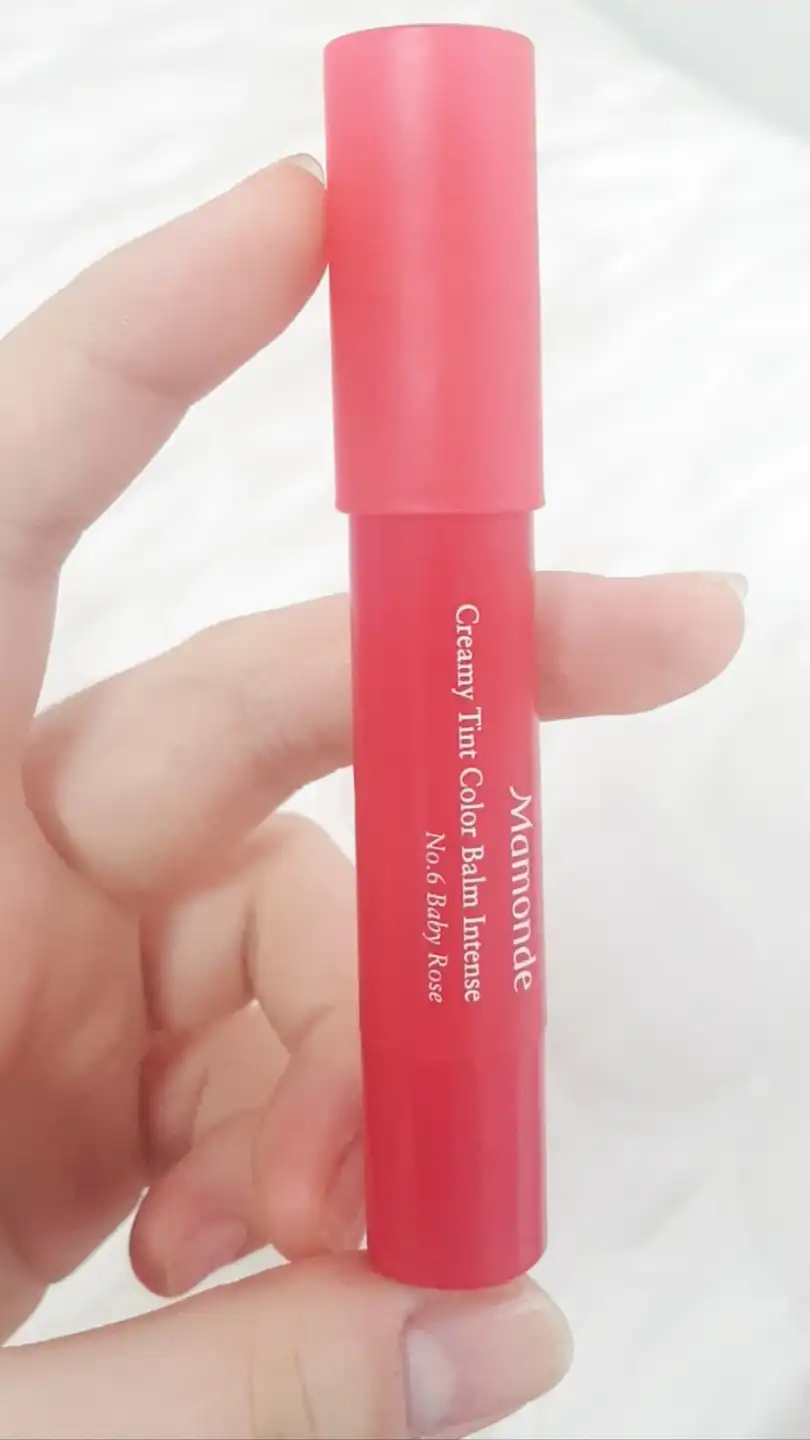 Mamonde
Creamy Tint Color Balm Intense
No.6 Baby Rose